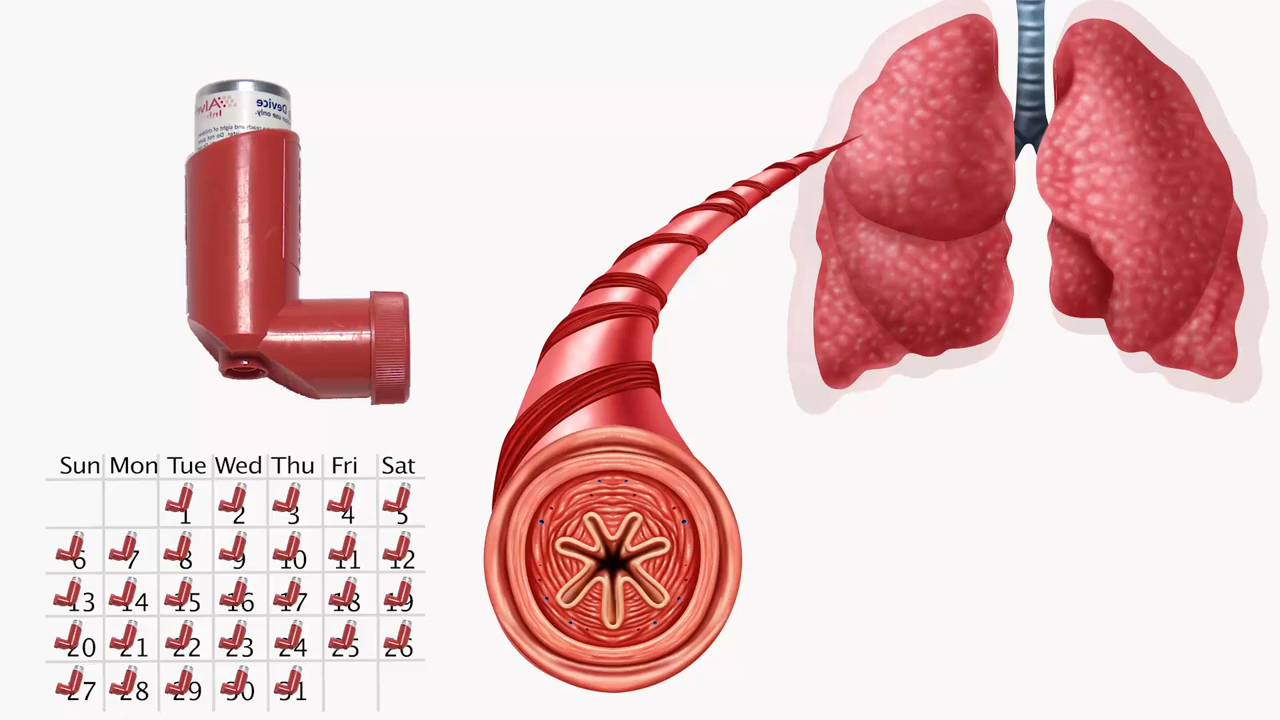 Device
use only.
Sun Mon Tue Wed Thu Fri Sat
1 2 3 4 5
6 7 8 9 10 11 12
13 14 15 16 17 18 19
20 21 22 23 24 25 26
27 28 29 30 31